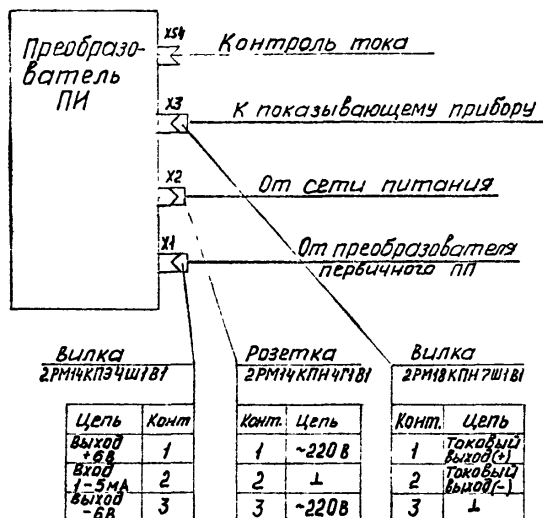 Преобразо-
ватель
ПИ
XS4
Контроль тока
X3
К показывающему прибору
X2
От сети питания
X1
От преобразователя
первичного ПП
Вилка
2РМ14КПЭ4Ш1В1
Цепь Конт
Выход
+6В 1
Вход
1-5мА 2
Выход
-6В 3
Розетка
2РМ14КПН4Г1В1
Конт. Цепь
1 ~220В
2 ⊥
3 ~220В
Вилка
2РМ18КПН7Ш1В1
Конт. Цепь
1 Токовый
выход(+)
2 Токовый
выход(-)
3 ⊥